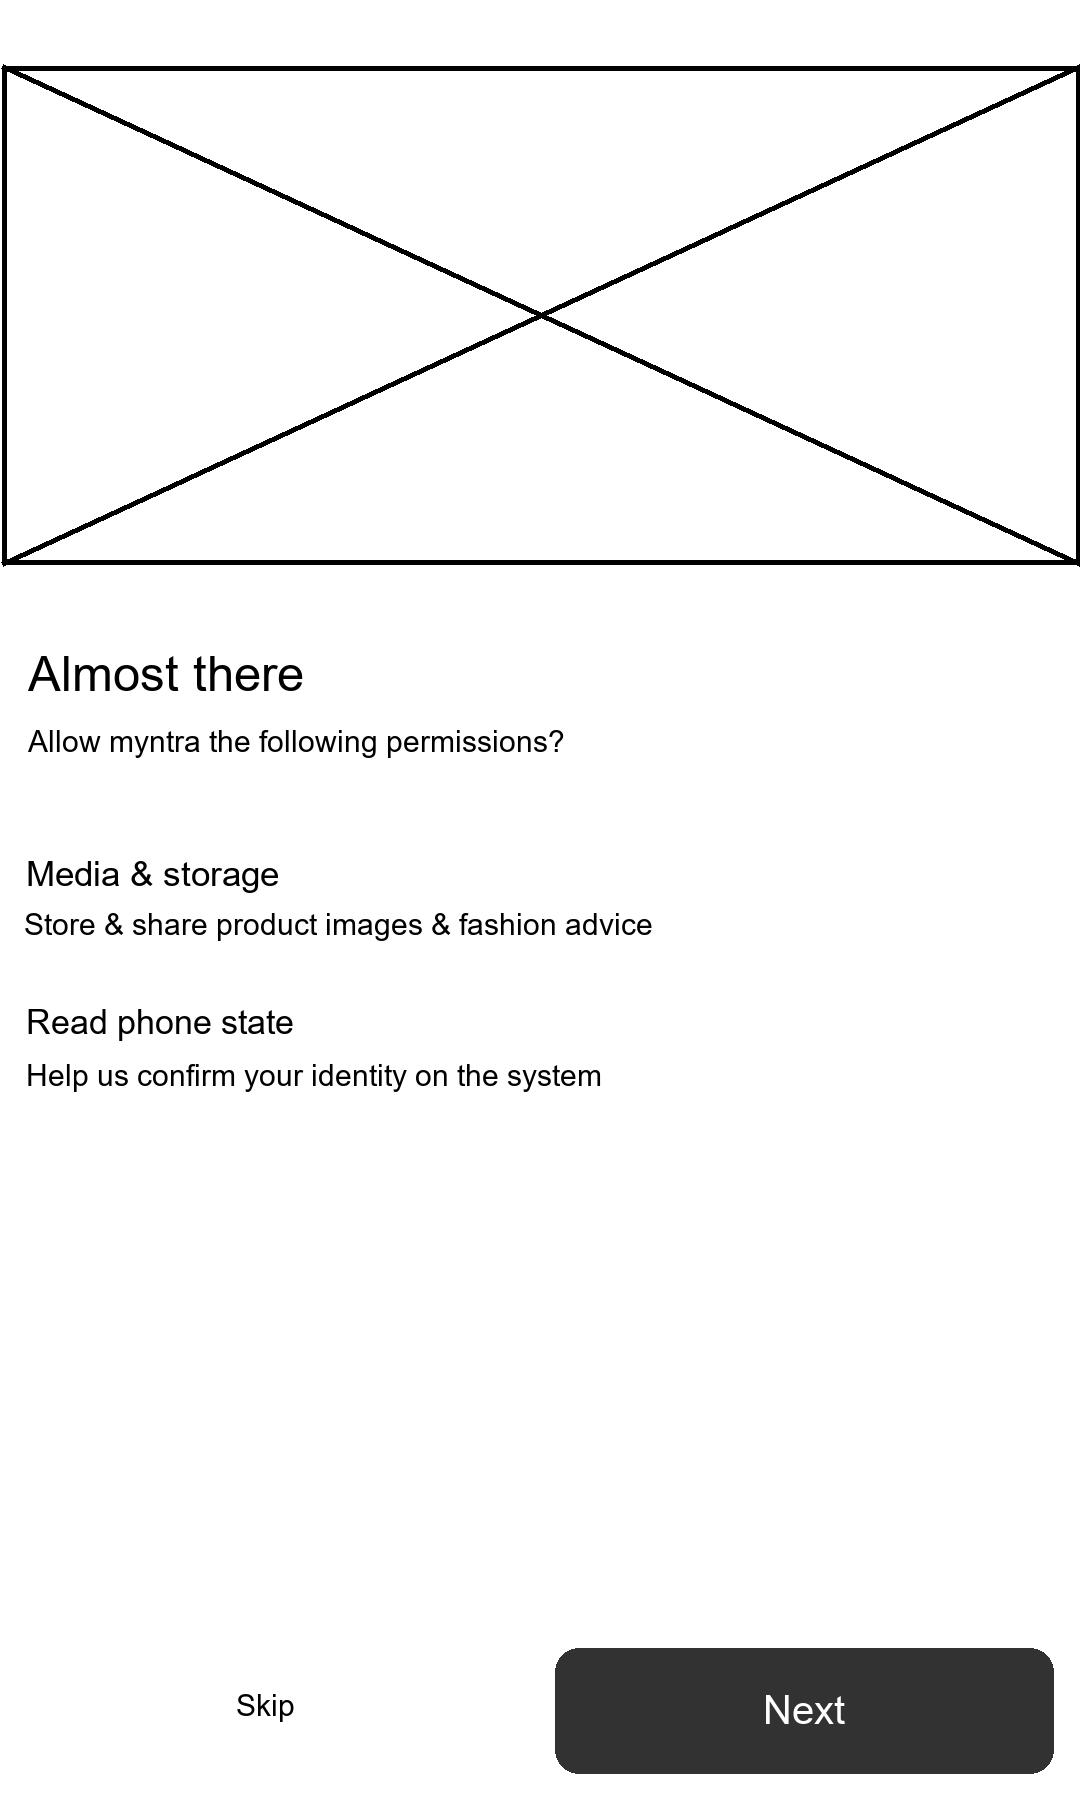 Almost there
Allow myntra the following permissions?
Media & storage
Store & share product images & fashion advice
Read phone state
Help us confirm your identity on the system
Skip
Next